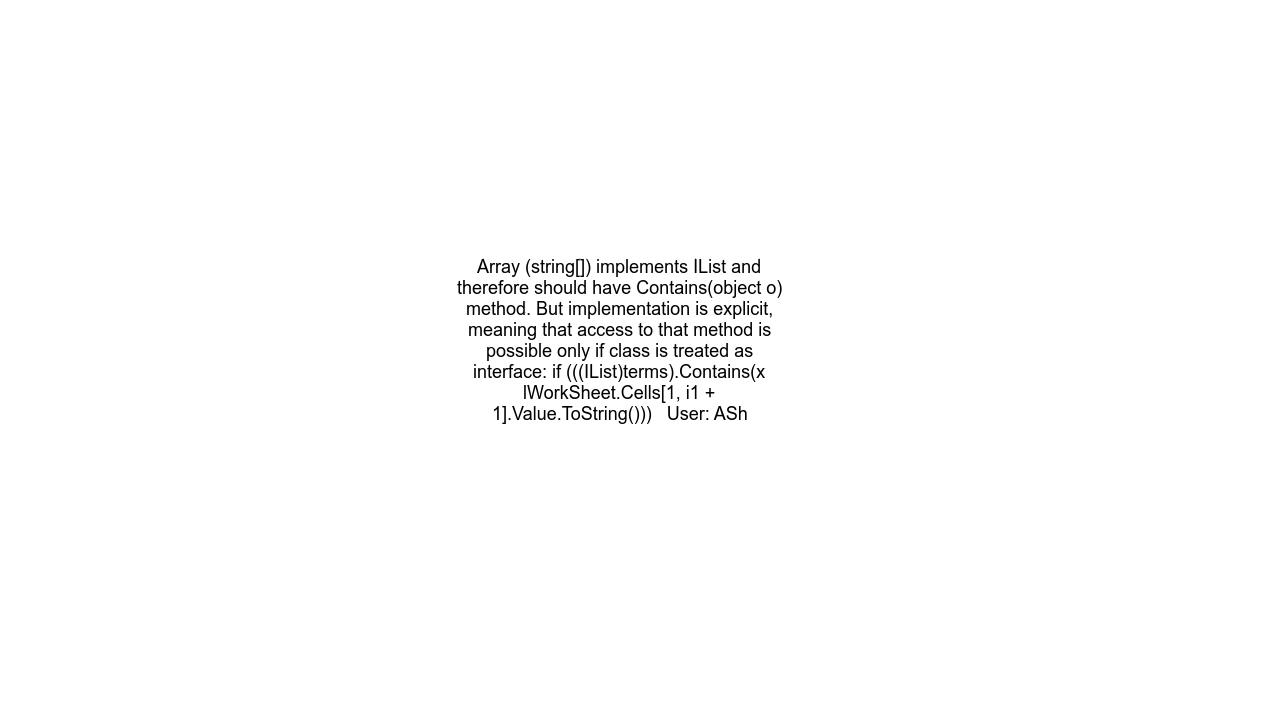 Array (string[]) implements IList and
therefore should have Contains(object o)
method. But implementation is explicit,
meaning that access to that method is
possible only if class is treated as
interface: if (((IList)terms).Contains(x
lWorkSheet.Cells[1, i1 +
1].Value.ToString()))   User: ASh